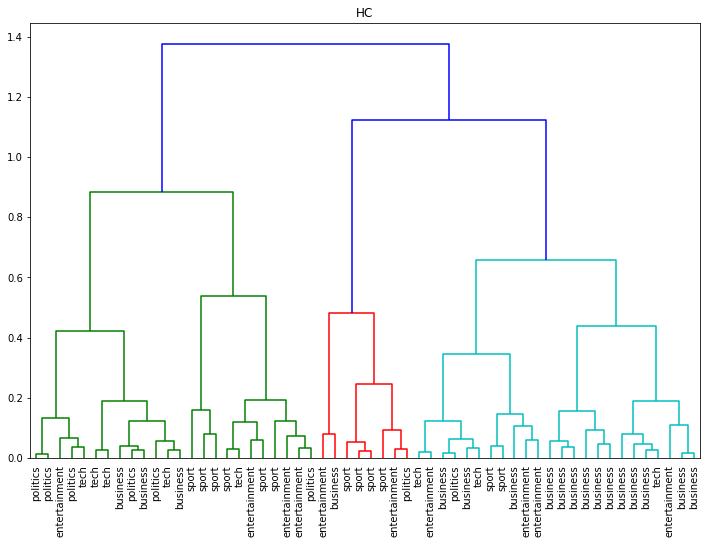 HC
1.4
1.2
1.0
0.8
0.6
0.4
0.2
0.0
politics
politics
entertainment
politics
tech
tech
tech
business
politics
business
politics
tech
business
sport
sport
sport
sport
tech
entertainment
sport
sport
entertainment
entertainment
politics
entertainment
business
sport
sport
sport
sport
entertainment
politics
tech
entertainment
business
politics
business
tech
sport
sport
business
entertainment
entertainment
business
business
business
business
business
business
business
business
business
tech
entertainment
business
business